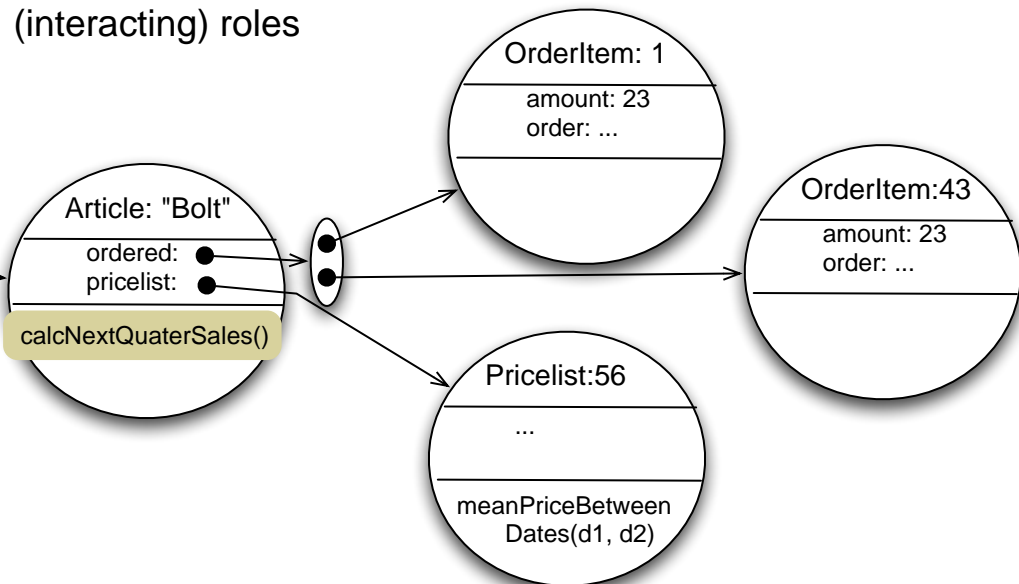 (interacting) roles
OrderItem: 1
amount: 23
order: ...
OrderItem:43
amount: 23
order: ...
Article: "Bolt"
ordered:
pricelist:
calcNextQuaterSales()
Pricelist:56
...
meanPriceBetween
Dates(d1, d2)